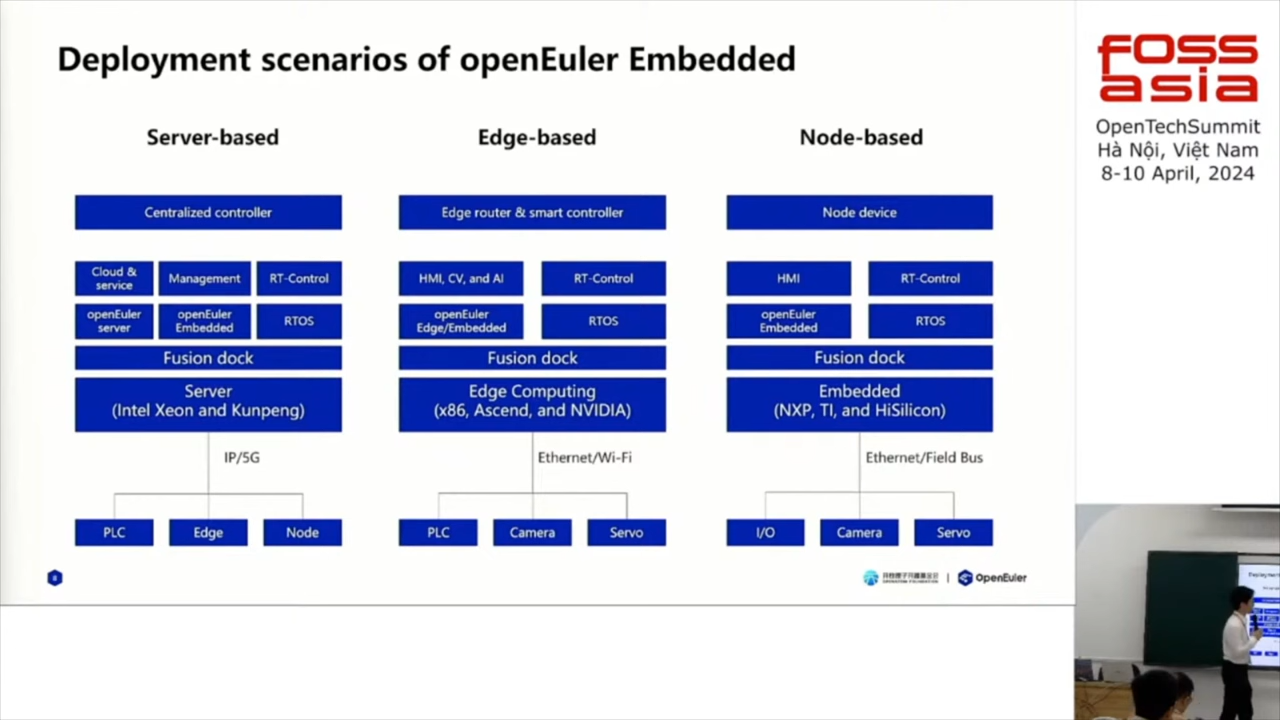 Deployment scenarios of openEuler Embedded
Server-based
Centralized controller
Cloud &
service
Management
RT-Control
openEuler
server
openEuler
Embedded
RTOS
Fusion dock
Server
(Intel Xeon and Kunpeng)
IP/5G
PLC
Edge
Node
Edge-based
Edge router & smart controller
HMI, CV, and AI
RT-Control
openEuler
Edge/Embedded
RTOS
Fusion dock
Edge Computing
(x86, Ascend, and NVIDIA)
Ethernet/Wi-Fi
PLC
Camera
Servo
Node-based
Node device
HMI
RT-Control
openEuler
Embedded
RTOS
Fusion dock
Embedded
(NXP, TI, and HiSilicon)
Ethernet/Field Bus
I/O
Camera
Servo
OpenEuler
FOSS
asia
OpenTechSummit
Hà Nội, Việt Nam
8-10 April, 2024